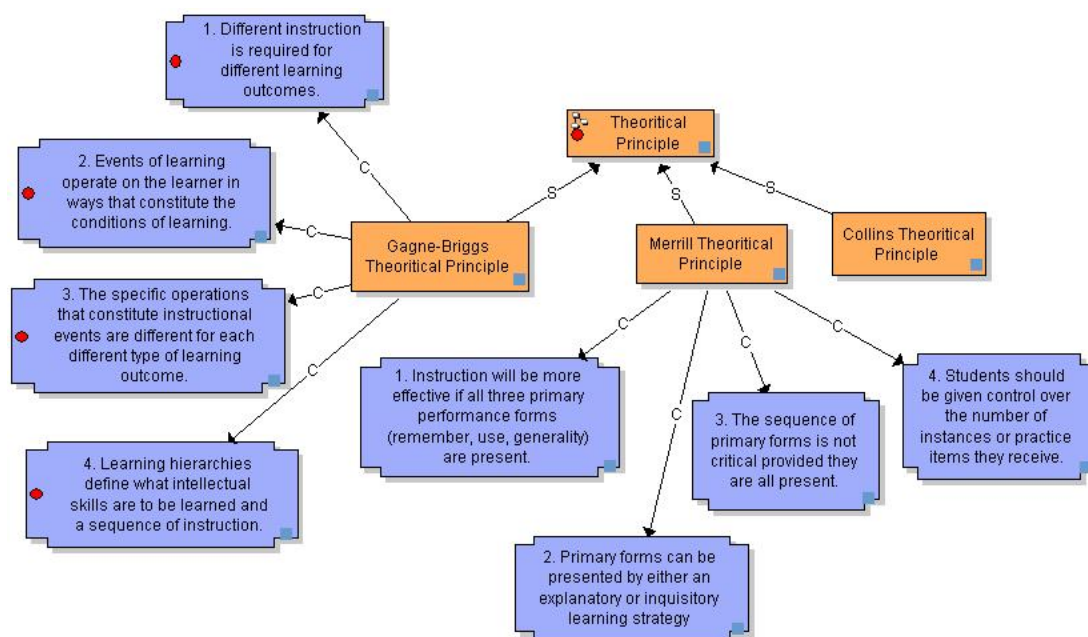 1. Different instruction
is required for
different learning
outcomes.
Theoritical
Principle
2. Events of learning
operate on the learner in
ways that constitute the
conditions of learning.
C
S
S
S
C
Gagne-Briggs
Theoritical Principle
Merrill Theoritical
Principle
Collins Theoritical
Principle
3. The specific operations
that constitute instructional
events are different for each
different type of learning
outcome.
C
C
C
C
C
C
1. Instruction will be more
effective if all three primary
performance forms
(remember, use, generality)
are present.
3. The sequence of
primary forms is not
critical provided they
are all present.
4. Students should
be given control over
the number of
instances or practice
items they receive.
4. Learning hierarchies
define what intellectual
skills are to be learned and
a sequence of instruction.
2. Primary forms can be
presented by either an
explanatory or inquisitory
learning strategy